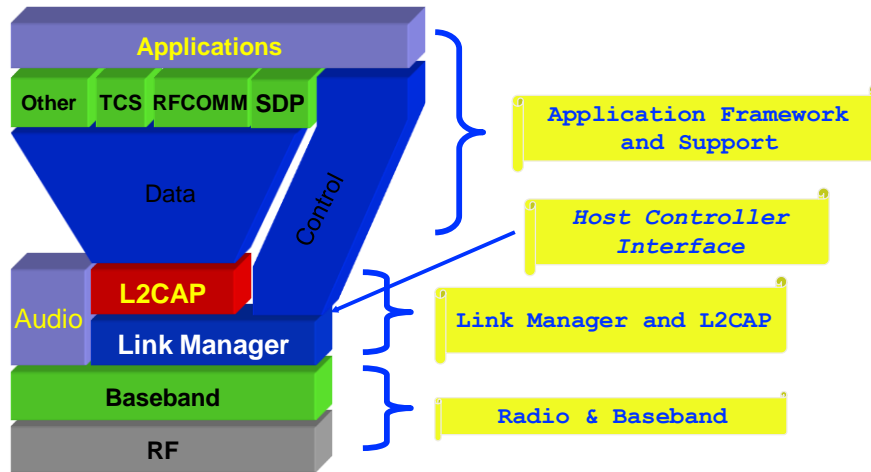 Applications
Other TCS RFCOMM SDP
Application Framework
and Support
Data
Control
Host Controller
Interface
L2CAP
Audio
Link Manager
Link Manager and L2CAP
Baseband
Radio & Baseband
RF